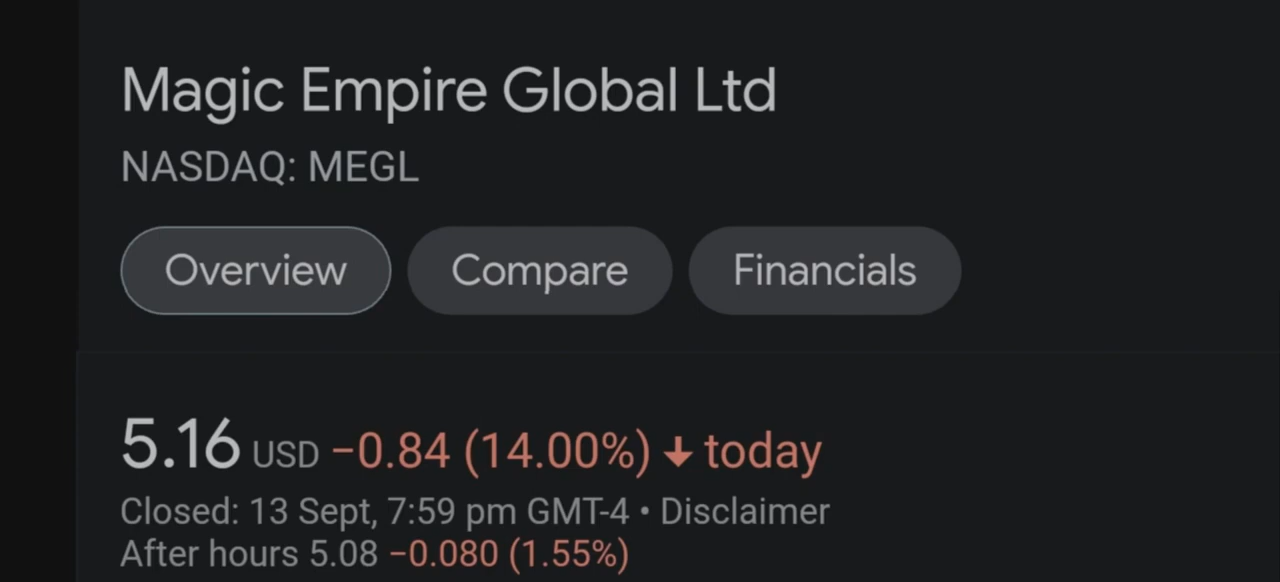 Magic Empire Global Ltd
NASDAQ: MEGL
Overview Compare Financials
5.16 USD −0.84 (14.00%) ↓ today
Closed: 13 Sept, 7:59 pm GMT-4 • Disclaimer
After hours 5.08 −0.080 (1.55%)